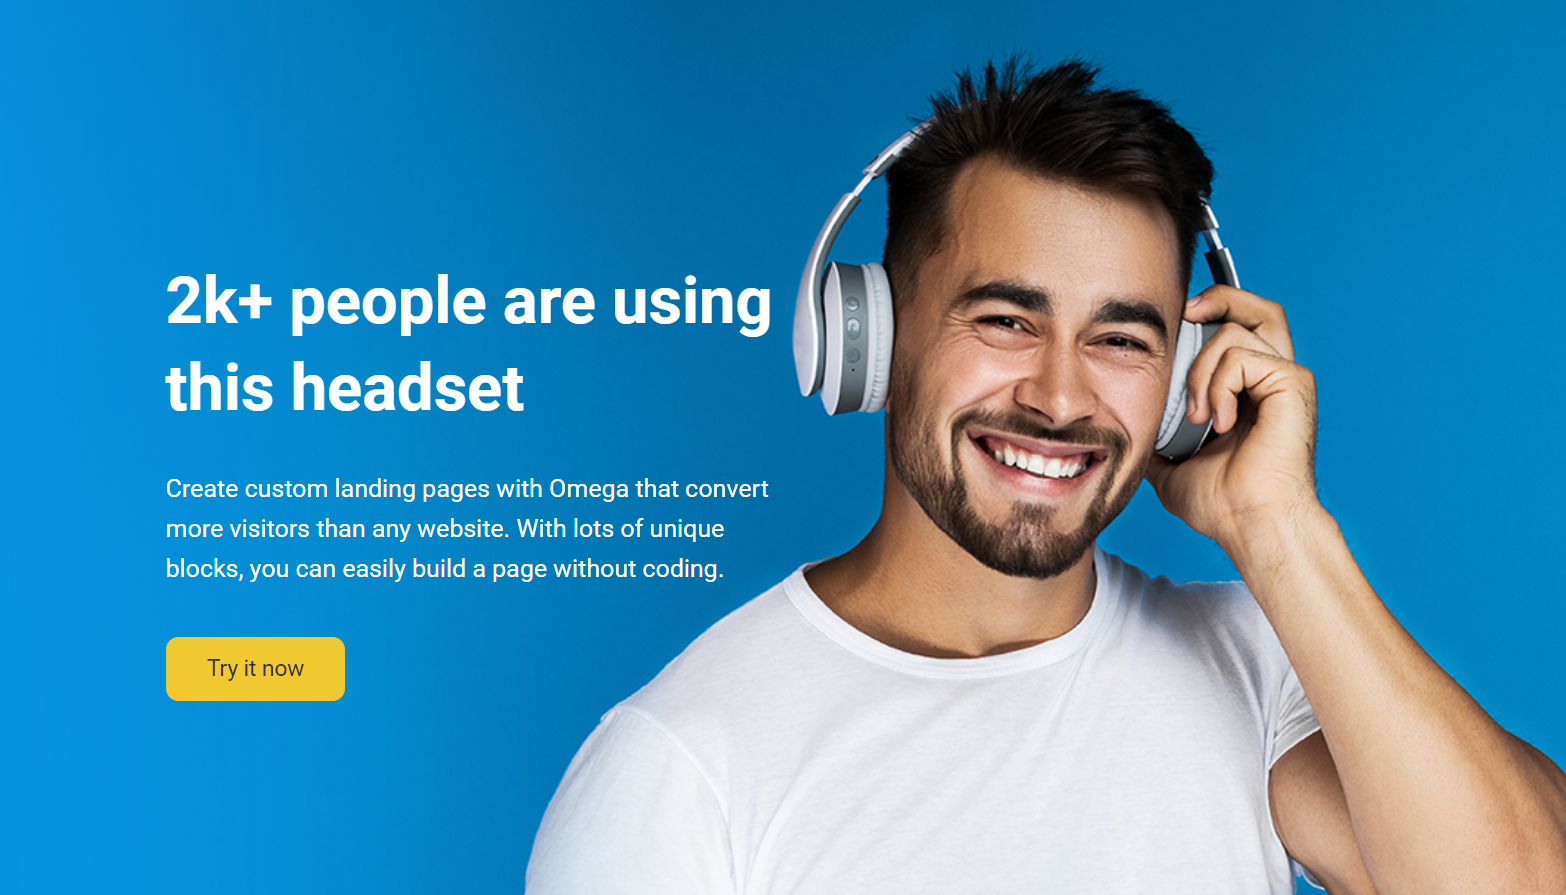 2k+ people are using
this headset
Create custom landing pages with Omega that convert
more visitors than any website. With lots of unique
blocks, you can easily build a page without coding.
Try it now